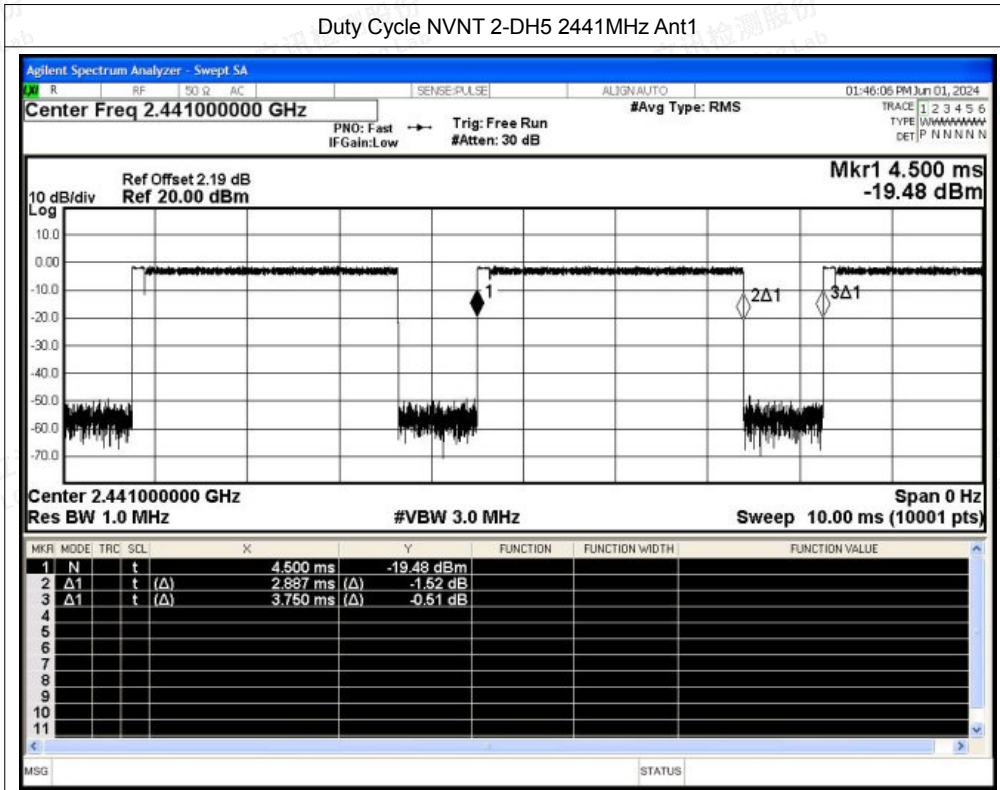 Duty Cycle NVNT 2-DH5 2441MHz Ant1
Agilent Spectrum Analyzer - Swept SA
R RF 50 Ω AC SENSE:PULSE ALIGNAUTO 01:46:06 PM Jun 01, 2024
Center Freq 2.441000000 GHz #Avg Type: RMS TRACE 1 2 3 4 5 6
PNO: Fast Trig: Free Run TYPE WWWWWW
IFGain:Low #Atten: 30 dB DET P N N N N N
Mkr1 4.500 ms
Ref Offset 2.19 dB
10 dB/div Ref 20.00 dBm -19.48 dBm
Log
10.0
0.00
-10.0
1 2Δ1 3Δ1
-20.0
-30.0
-40.0
-50.0
-60.0
-70.0
Center 2.441000000 GHz Span 0 Hz
Res BW 1.0 MHz #VBW 3.0 MHz Sweep 10.00 ms (10001 pts)
MKR MODE TRC SCL X Y FUNCTION FUNCTION WIDTH FUNCTION VALUE
1 N t 4.500 ms -19.48 dBm
2 Δ1 t (Δ) 2.887 ms (Δ) -1.52 dB
3 Δ1 t (Δ) 3.750 ms (Δ) -0.51 dB
4
5
6
7
8
9
10
11
MSG STATUS